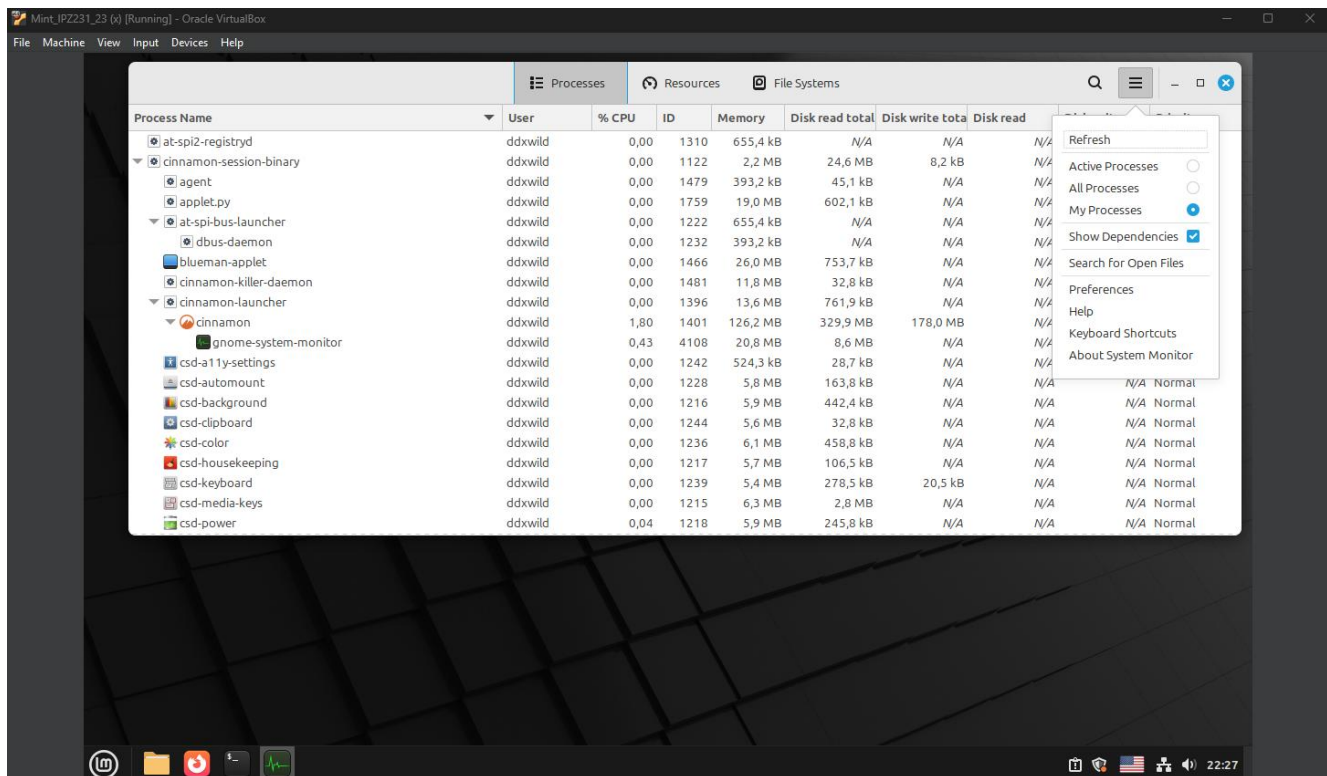 Mint_IPZ231_23 (x) [Running] - Oracle VirtualBox
File Machine View Input Devices Help
Processes Resources File Systems
Process Name User % CPU ID Memory Disk read total Disk write tota Disk read
at-spi2-registryd ddxwild 0,00 1310 655,4 kB N/A N/A N/A
Refresh
cinnamon-session-binary ddxwild 0,00 1122 2,2 MB 24,6 MB 8,2 kB N/A
Active Processes
agent ddxwild 0,00 1479 393,2 kB 45,1 kB N/A N/A
All Processes
applet.py ddxwild 0,00 1759 19,0 MB 602,1 kB N/A N/A
My Processes
at-spi-bus-launcher ddxwild 0,00 1222 655,4 kB N/A N/A N/A
Show Dependencies
dbus-daemon ddxwild 0,00 1232 393,2 kB N/A N/A N/A
Search for Open Files
blueman-applet ddxwild 0,00 1466 26,0 MB 753,7 kB N/A N/A
cinnamon-killer-daemon ddxwild 0,00 1481 11,8 MB 32,8 kB N/A N/A
Preferences
cinnamon-launcher ddxwild 0,00 1396 13,6 MB 761,9 kB N/A N/A
Help
cinnamon ddxwild 1,80 1401 126,2 MB 329,9 MB 178,0 MB N/A
Keyboard Shortcuts
gnome-system-monitor ddxwild 0,43 4108 20,8 MB 8,6 MB N/A N/A
About System Monitor
csd-a11y-settings ddxwild 0,00 1242 524,3 kB 28,7 kB N/A N/A
csd-automount ddxwild 0,00 1228 5,8 MB 163,8 kB N/A N/A N/A Normal
csd-background ddxwild 0,00 1216 5,9 MB 442,4 kB N/A N/A N/A Normal
csd-clipboard ddxwild 0,00 1244 5,6 MB 32,8 kB N/A N/A N/A Normal
csd-color ddxwild 0,00 1236 6,1 MB 458,8 kB N/A N/A N/A Normal
csd-housekeeping ddxwild 0,00 1217 5,7 MB 106,5 kB N/A N/A N/A Normal
csd-keyboard ddxwild 0,00 1239 5,4 MB 278,5 kB 20,5 kB N/A N/A Normal
csd-media-keys ddxwild 0,00 1215 6,3 MB 2,8 MB N/A N/A N/A Normal
csd-power ddxwild 0,04 1218 5,9 MB 245,8 kB N/A N/A N/A Normal
22:27